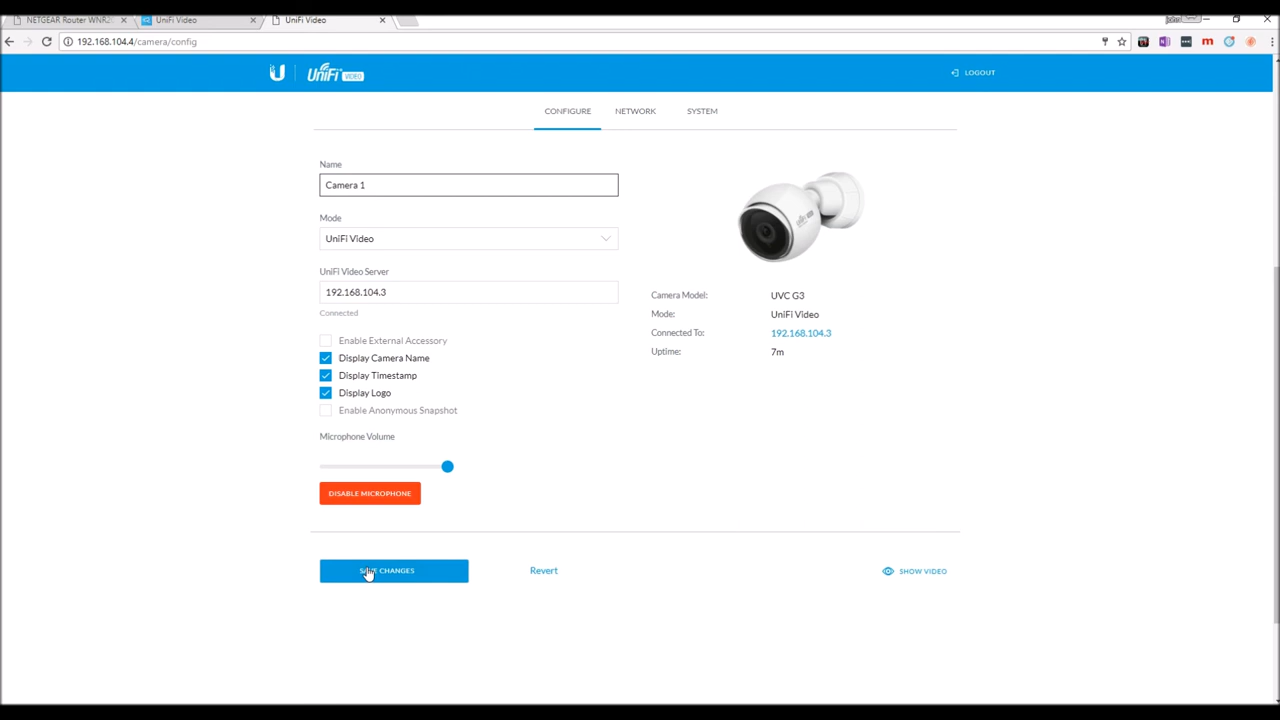 NETGEAR Router WNR2
UniFi Video
UniFi Video
192.168.104.4/camera/config
UniFi VIDEO
LOGOUT
CONFIGURE NETWORK SYSTEM
Name
Camera 1
Mode
UniFi Video
UniFi Video Server
192.168.104.3
Connected
Enable External Accessory
Display Camera Name
Display Timestamp
Display Logo
Enable Anonymous Snapshot
Microphone Volume
DISABLE MICROPHONE
Camera Model: UVC G3
Mode: UniFi Video
Connected To: 192.168.104.3
Uptime: 7m
SAVE CHANGES
Revert
SHOW VIDEO